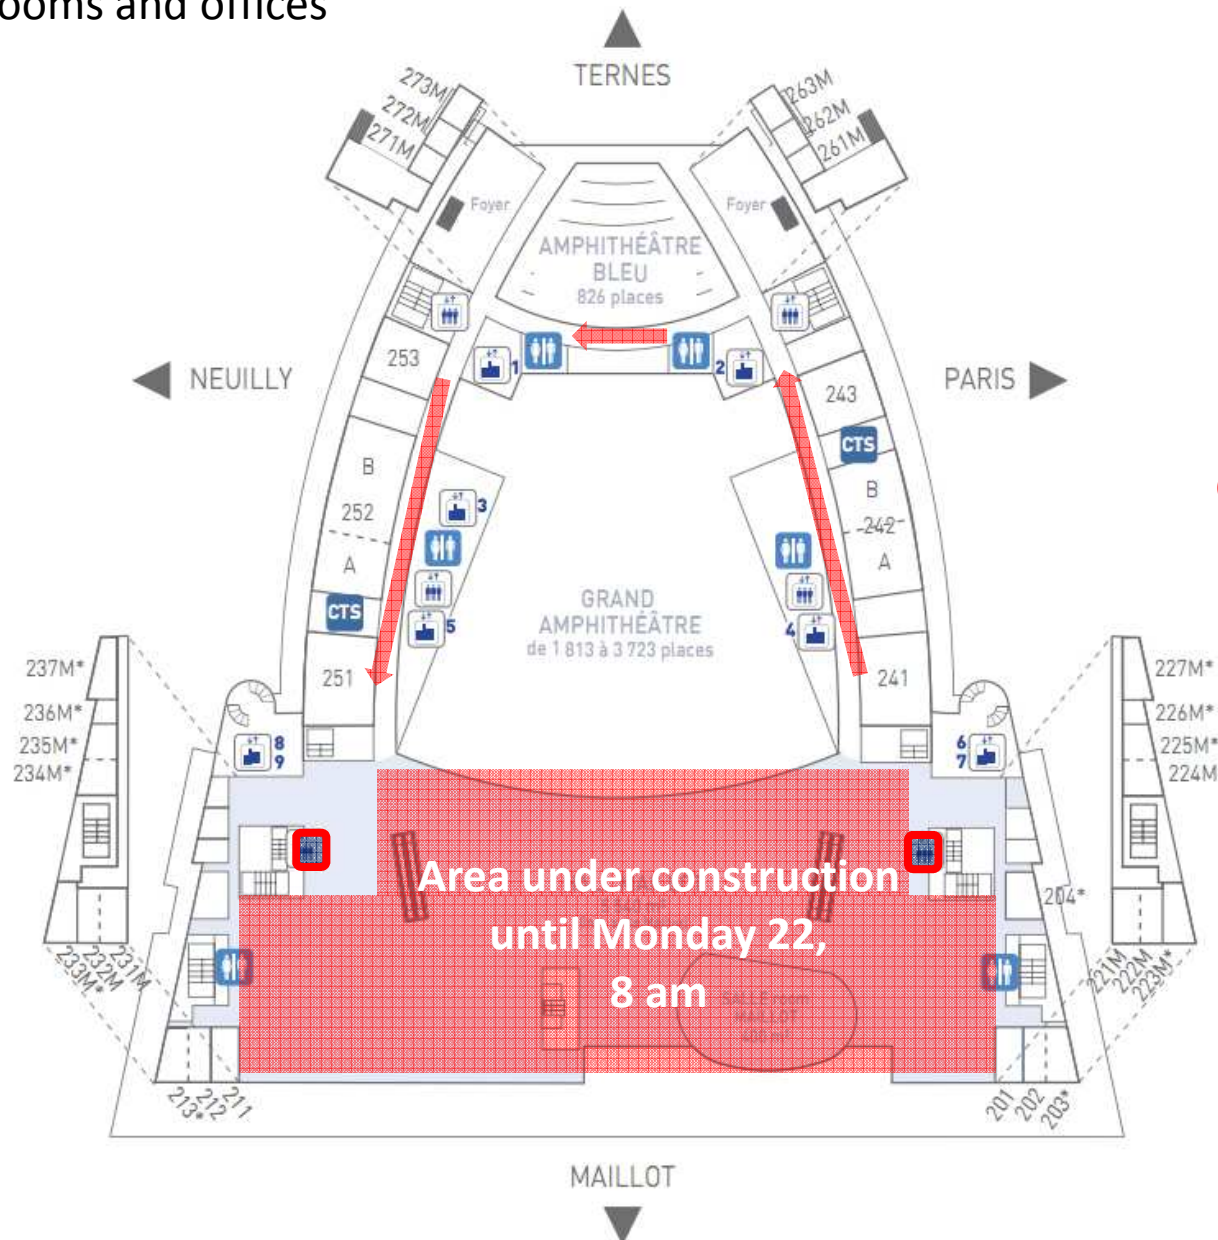 ooms and offices
TERNES
273M
272M
271M
263M
262M
261M
Foyer
Foyer
AMPHITHÉÂTRE
BLEU
826 places
NEUILLY
PARIS
253
1
2
243
CTS
B
252
A
3
B
242
A
CTS
5
4
GRAND
AMPHITHÉÂTRE
de 1 813 à 3 723 places
251
241
237M*
236M*
235M*
234M*
227M*
226M*
225M*
224M
8
9
6
7
Area under construction
until Monday 22,
8 am
204*
SALLE room
MAILLOT
233M*
232M
231M
221M
222M
223M*
213*
212
211
201
202
203*
MAILLOT